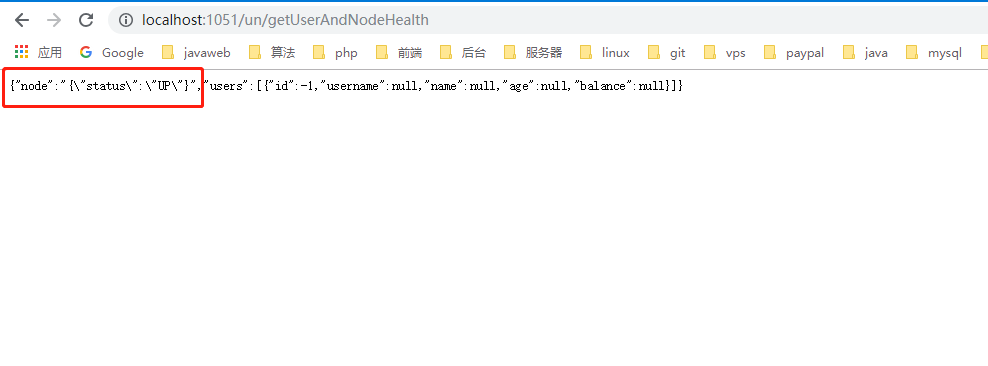 localhost:1051/un/getUserAndNodeHealth
应用 Google javaweb 算法 php 前端 后台 服务器 linux git vps paypal java mysql
{"node":"{\"status\":\"UP\"}","users":[{"id":-1,"username":null,"name":null,"age":null,"balance":null}]}